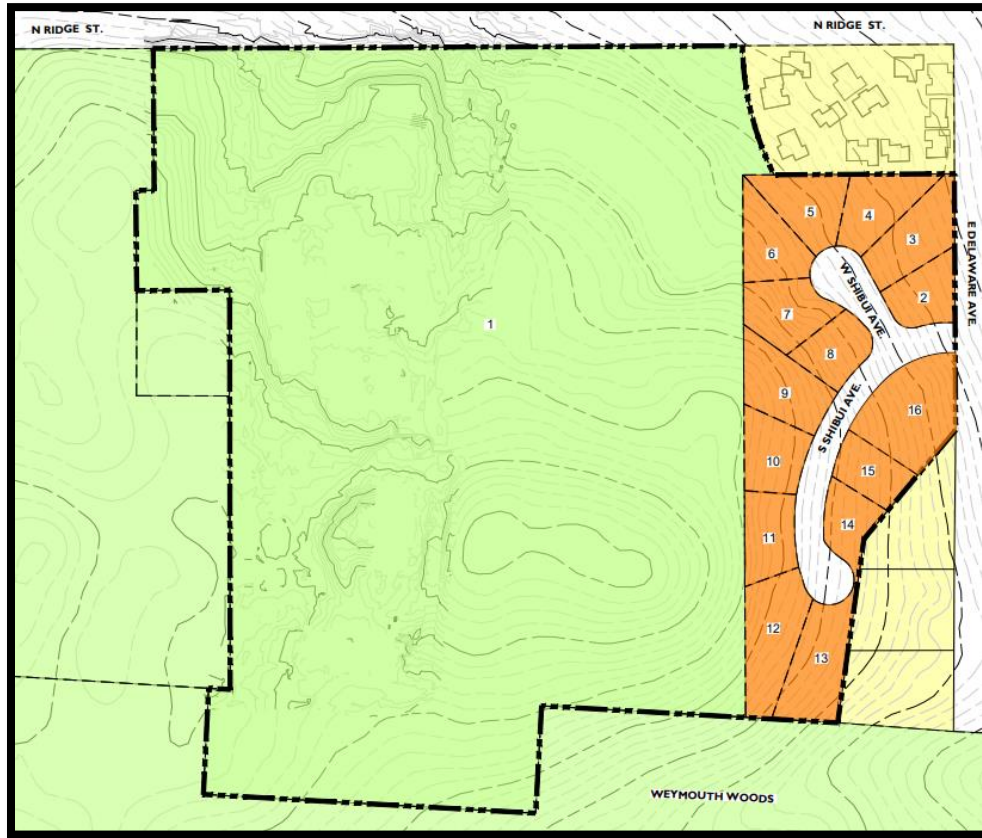 N RIDGE ST.
N RIDGE ST.
5
4
3
6
E DELAWARE AVE.
W SHIBUI AVE.
2
7
1
8
9
S SHIBUI AVE.
16
10
15
14
11
12
13
WEYMOUTH WOODS